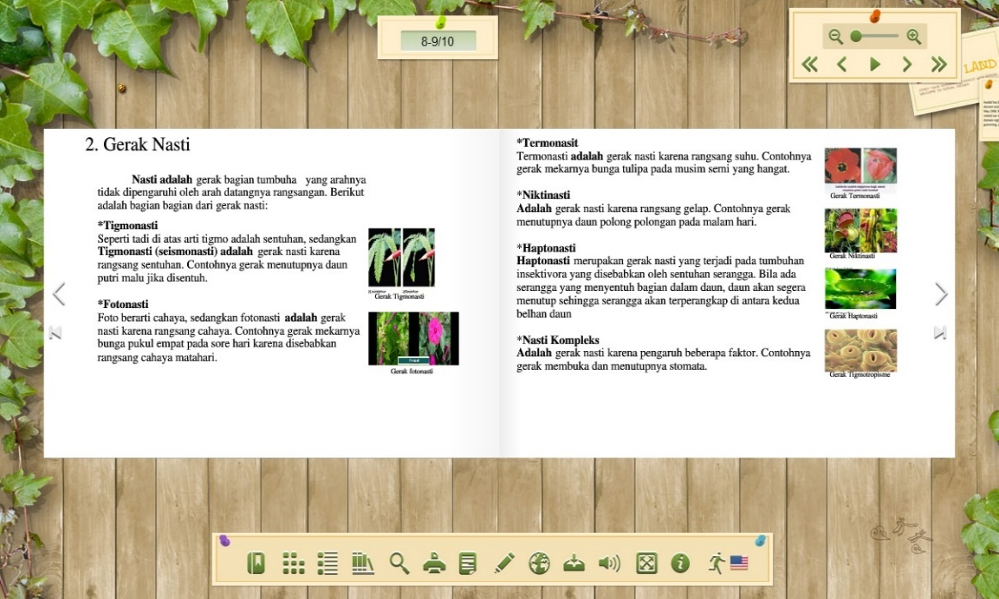 8-9/10
LAND
2. Gerak Nasti
Nasti adalah gerak bagian tumbuha yang arahnya
tidak dipengaruhi oleh arah datangnya rangsangan. Berikut
adalah bagian bagian dari gerak nasti:
*Tigmonasti
Seperti tadi di atas arti tigmo adalah sentuhan, sedangkan
Tigmonasti (seismonasti) adalah gerak nasti karena
rangsang sentuhan. Contohnya gerak menutupnya daun
putri malu jika disentuh.
Gerak Tigmonasti
*Fotonasti
Foto berarti cahaya, sedangkan fotonasti adalah gerak
nasti karena rangsang cahaya. Contohnya gerak mekarnya
bunga pukul empat pada sore hari karena disebabkan
rangsang cahaya matahari.
Gerak fotonasti
*Termonasit
Termonasti adalah gerak nasti karena rangsang suhu. Contohnya
gerak mekarnya bunga tulipa pada musim semi yang hangat.
Gerak Termonasti
*Niktinasti
Adalah gerak nasti karena rangsang gelap. Contohnya gerak
menutupnya daun polong polongan pada malam hari.
Gerak Niktinasti
*Haptonasti
Haptonasti merupakan gerak nasti yang terjadi pada tumbuhan
insektivora yang disebabkan oleh sentuhan serangga. Bila ada
serangga yang menyentuh bagian dalam daun, daun akan segera
menutup sehingga serangga akan terperangkap di antara kedua
belhan daun
Gerak Haptonasti
*Nasti Kompleks
Adalah gerak nasti karena pengaruh beberapa faktor. Contohnya
gerak membuka dan menutupnya stomata.
Gerak Tigmotropisme